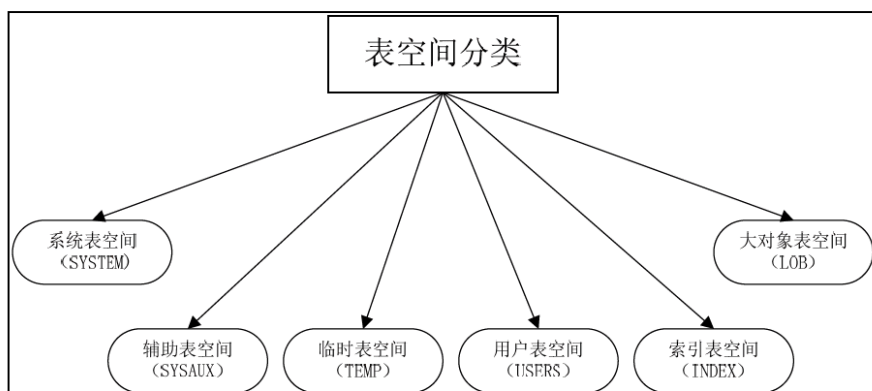 表空间分类
系统表空间
（SYSTEM)
大对象表空间
（LOB）
辅助表空间
（SYSAUX）
临时表空间
（TEMP）
用户表空间
（USERS）
索引表空间
（INDEX）